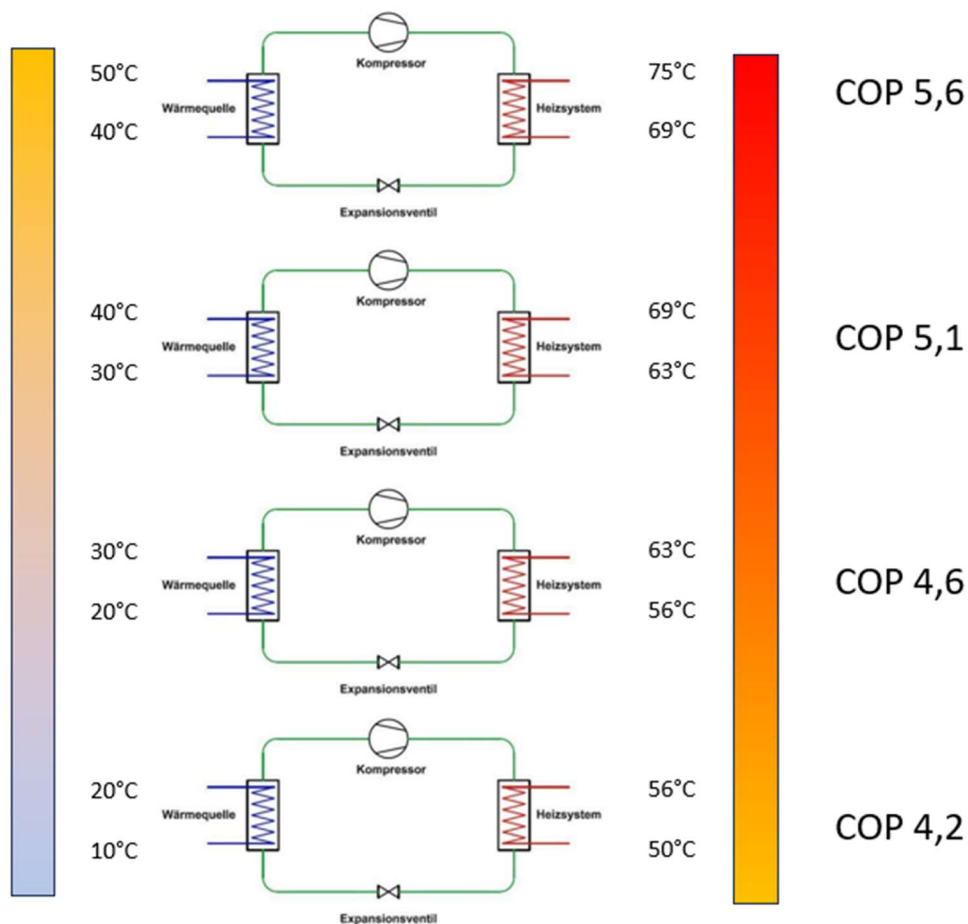 Kompressor
50°C
75°C
COP 5,6
Wärmequelle
Heizsystem
40°C
69°C
Expansionsventil
Kompressor
40°C
69°C
COP 5,1
Wärmequelle
Heizsystem
30°C
63°C
Expansionsventil
Kompressor
30°C
63°C
COP 4,6
Wärmequelle
Heizsystem
20°C
56°C
Expansionsventil
Kompressor
20°C
56°C
COP 4,2
Wärmequelle
Heizsystem
10°C
50°C
Expansionsventil